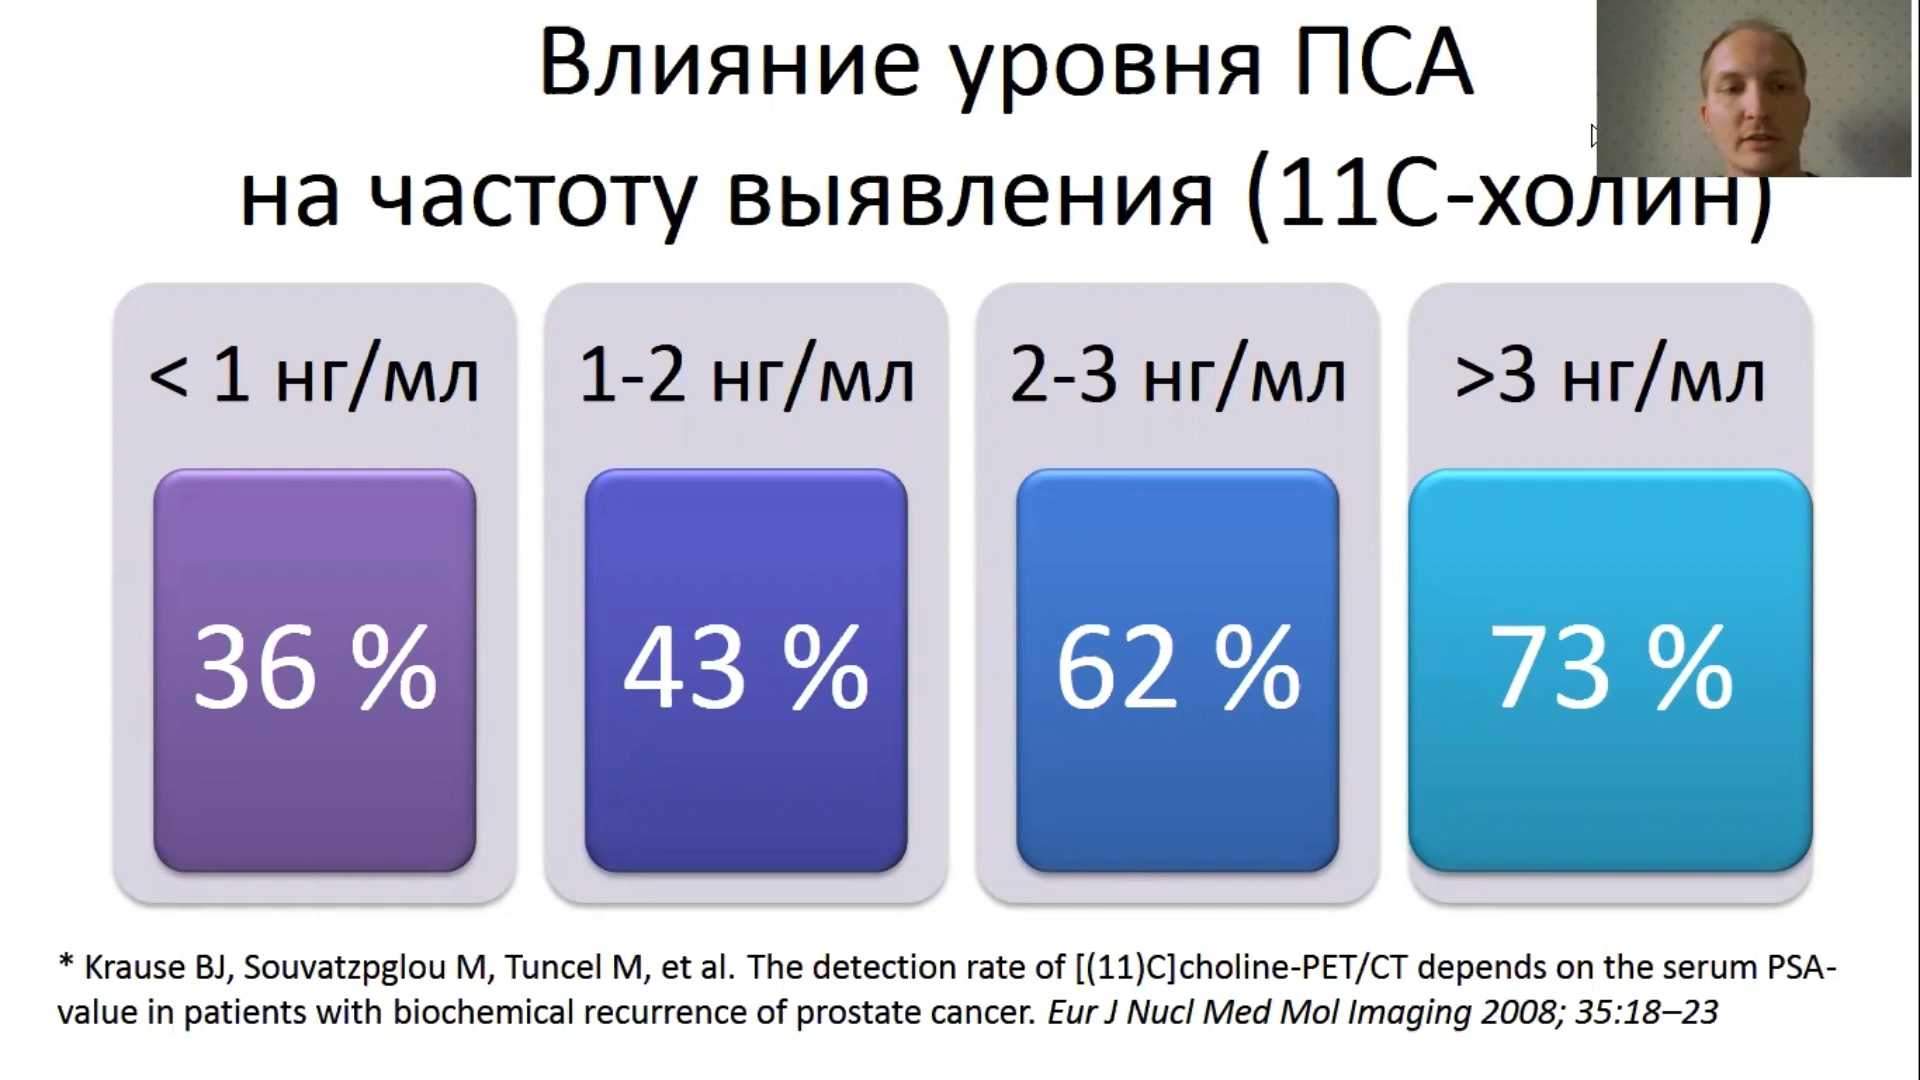 Влияние уровня ПСА
на частоту выявления (11С-холин)
< 1 нг/мл
1-2 нг/мл
2-3 нг/мл
>3 нг/мл
36 %
43 %
62 %
73 %
* Krause BJ, Souvatzpglou M, Tuncel M, et al. The detection rate of [(11)C]choline-PET/CT depends on the serum PSA-
value in patients with biochemical recurrence of prostate cancer. Eur J Nucl Med Mol Imaging 2008; 35:18–23